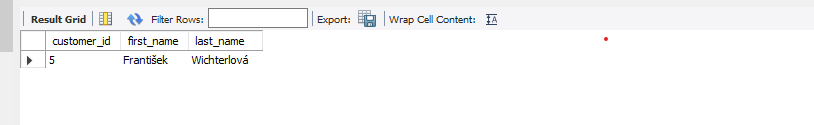 Result Grid Filter Rows: Export: Wrap Cell Content:
customer_id first_name last_name
5 František Wichterlová